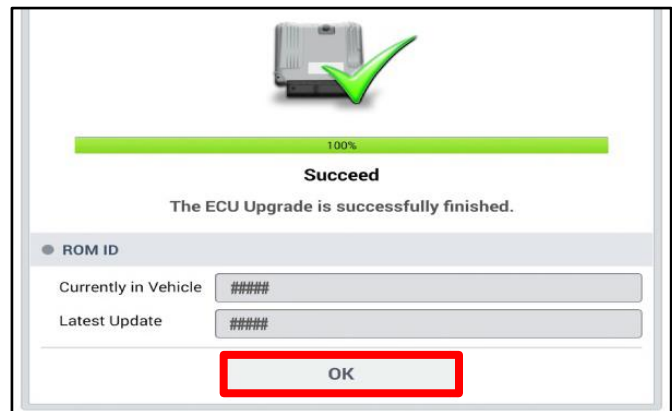 100%
Succeed
The ECU Upgrade is successfully finished.
ROM ID
Currently in Vehicle #####
Latest Update #####
OK